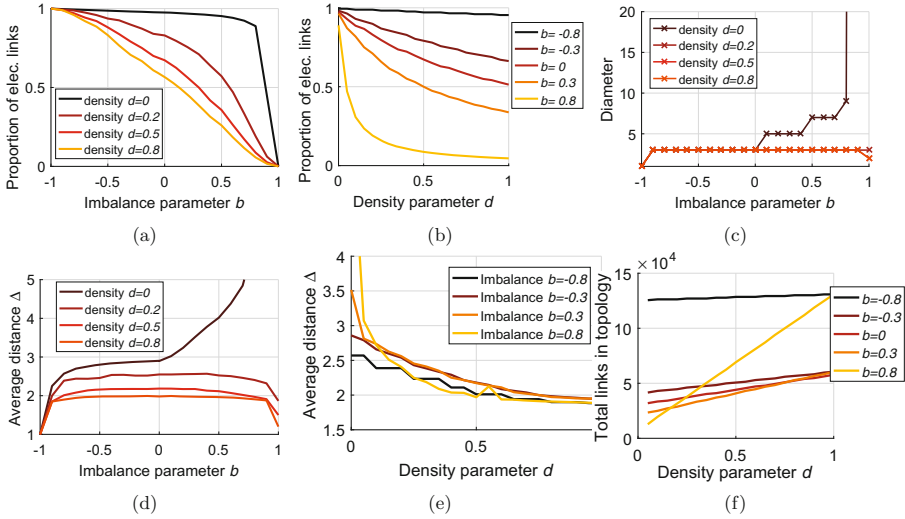 Proportion of elec. links
1
0.5
0
density d=0
density d=0.2
density d=0.5
density d=0.8
-1 -0.5 0 0.5 1
Imbalance parameter b
(a)
Proportion of elec. links
1
0.5
0
b= -0.8
b= -0.3
b= 0
b= 0.3
b= 0.8
0 0.5 1
Density parameter d
(b)
Diameter
20
15
10
5
1
density d=0
density d=0.2
density d=0.5
density d=0.8
-1 -0.5 0 0.5 1
Imbalance parameter b
(c)
Average distance Δ
5
4
3
2
1
density d=0
density d=0.2
density d=0.5
density d=0.8
-1 -0.5 0 0.5 1
Imbalance parameter b
(d)
Average distance Δ
4
3.5
3
2.5
2
1.5
Imbalance b=-0.8
Imbalance b=-0.3
Imbalance b=0.3
Imbalance b=0.8
0 0.5
Density parameter d
(e)
Total links in topology
× 10⁴
15
10
5
0
b=-0.8
b=-0.3
b=0
b=0.3
b=0.8
0 0.5 1
Density parameter d
(f)